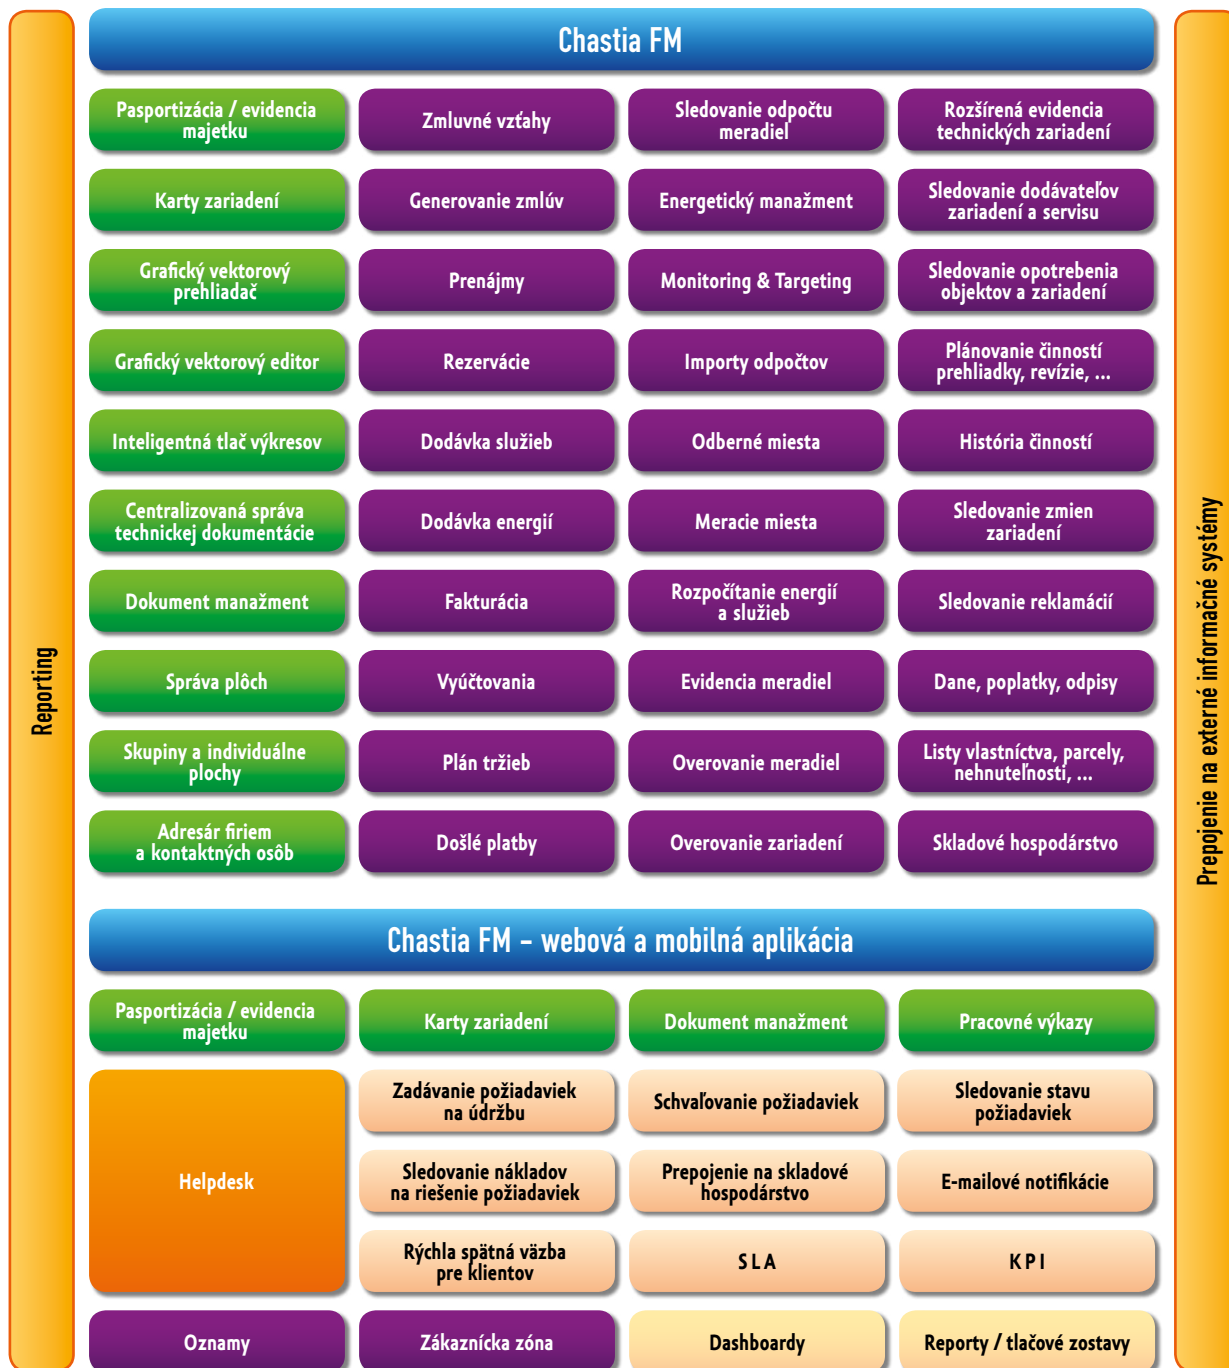 Chastia FM
Pasportizácia / evidencia
majetku
Zmluvné vzťahy
Sledovanie odpočtu
meradiel
Rozšírená evidencia
technických zariadení
Karty zariadení
Generovanie zmlúv
Energetický manažment
Sledovanie dodávateľov
zariadení a servisu
Grafický vektorový
prehliadač
Prenájmy
Monitoring & Targeting
Sledovanie opotrebenia
objektov a zariadení
Grafický vektorový editor
Rezervácie
Importy odpočtov
Plánovanie činností
prehliadky, revízie, ...
Inteligentná tlač výkresov
Dodávka služieb
Odberné miesta
História činností
Centralizovaná správa
technickej dokumentácie
Dodávka energií
Meracie miesta
Sledovanie zmien
zariadení
Dokument manažment
Fakturácia
Rozpočítanie energií
a služieb
Sledovanie reklamácií
Správa plôch
Vyúčtovania
Evidencia meradiel
Dane, poplatky, odpisy
Skupiny a individuálne
plochy
Plán tržieb
Overovanie meradiel
Listy vlastníctva, parcely,
nehnuteľnosti, ...
Adresár firiem
a kontaktných osôb
Došlé platby
Overovanie zariadení
Skladové hospodárstvo
Reporting
Prepojenie na externé informačné systémy
Chastia FM – webová a mobilná aplikácia
Pasportizácia / evidencia
majetku
Karty zariadení
Dokument manažment
Pracovné výkazy
Helpdesk
Zadávanie požiadaviek
na údržbu
Schvaľovanie požiadaviek
Sledovanie stavu
požiadaviek
Sledovanie nákladov
na riešenie požiadaviek
Prepojenie na skladové
hospodárstvo
E-mailové notifikácie
Rýchla spätná väzba
pre klientov
SLA
KPI
Oznamy
Zákaznícka zóna
Dashboardy
Reporty / tlačové zostavy